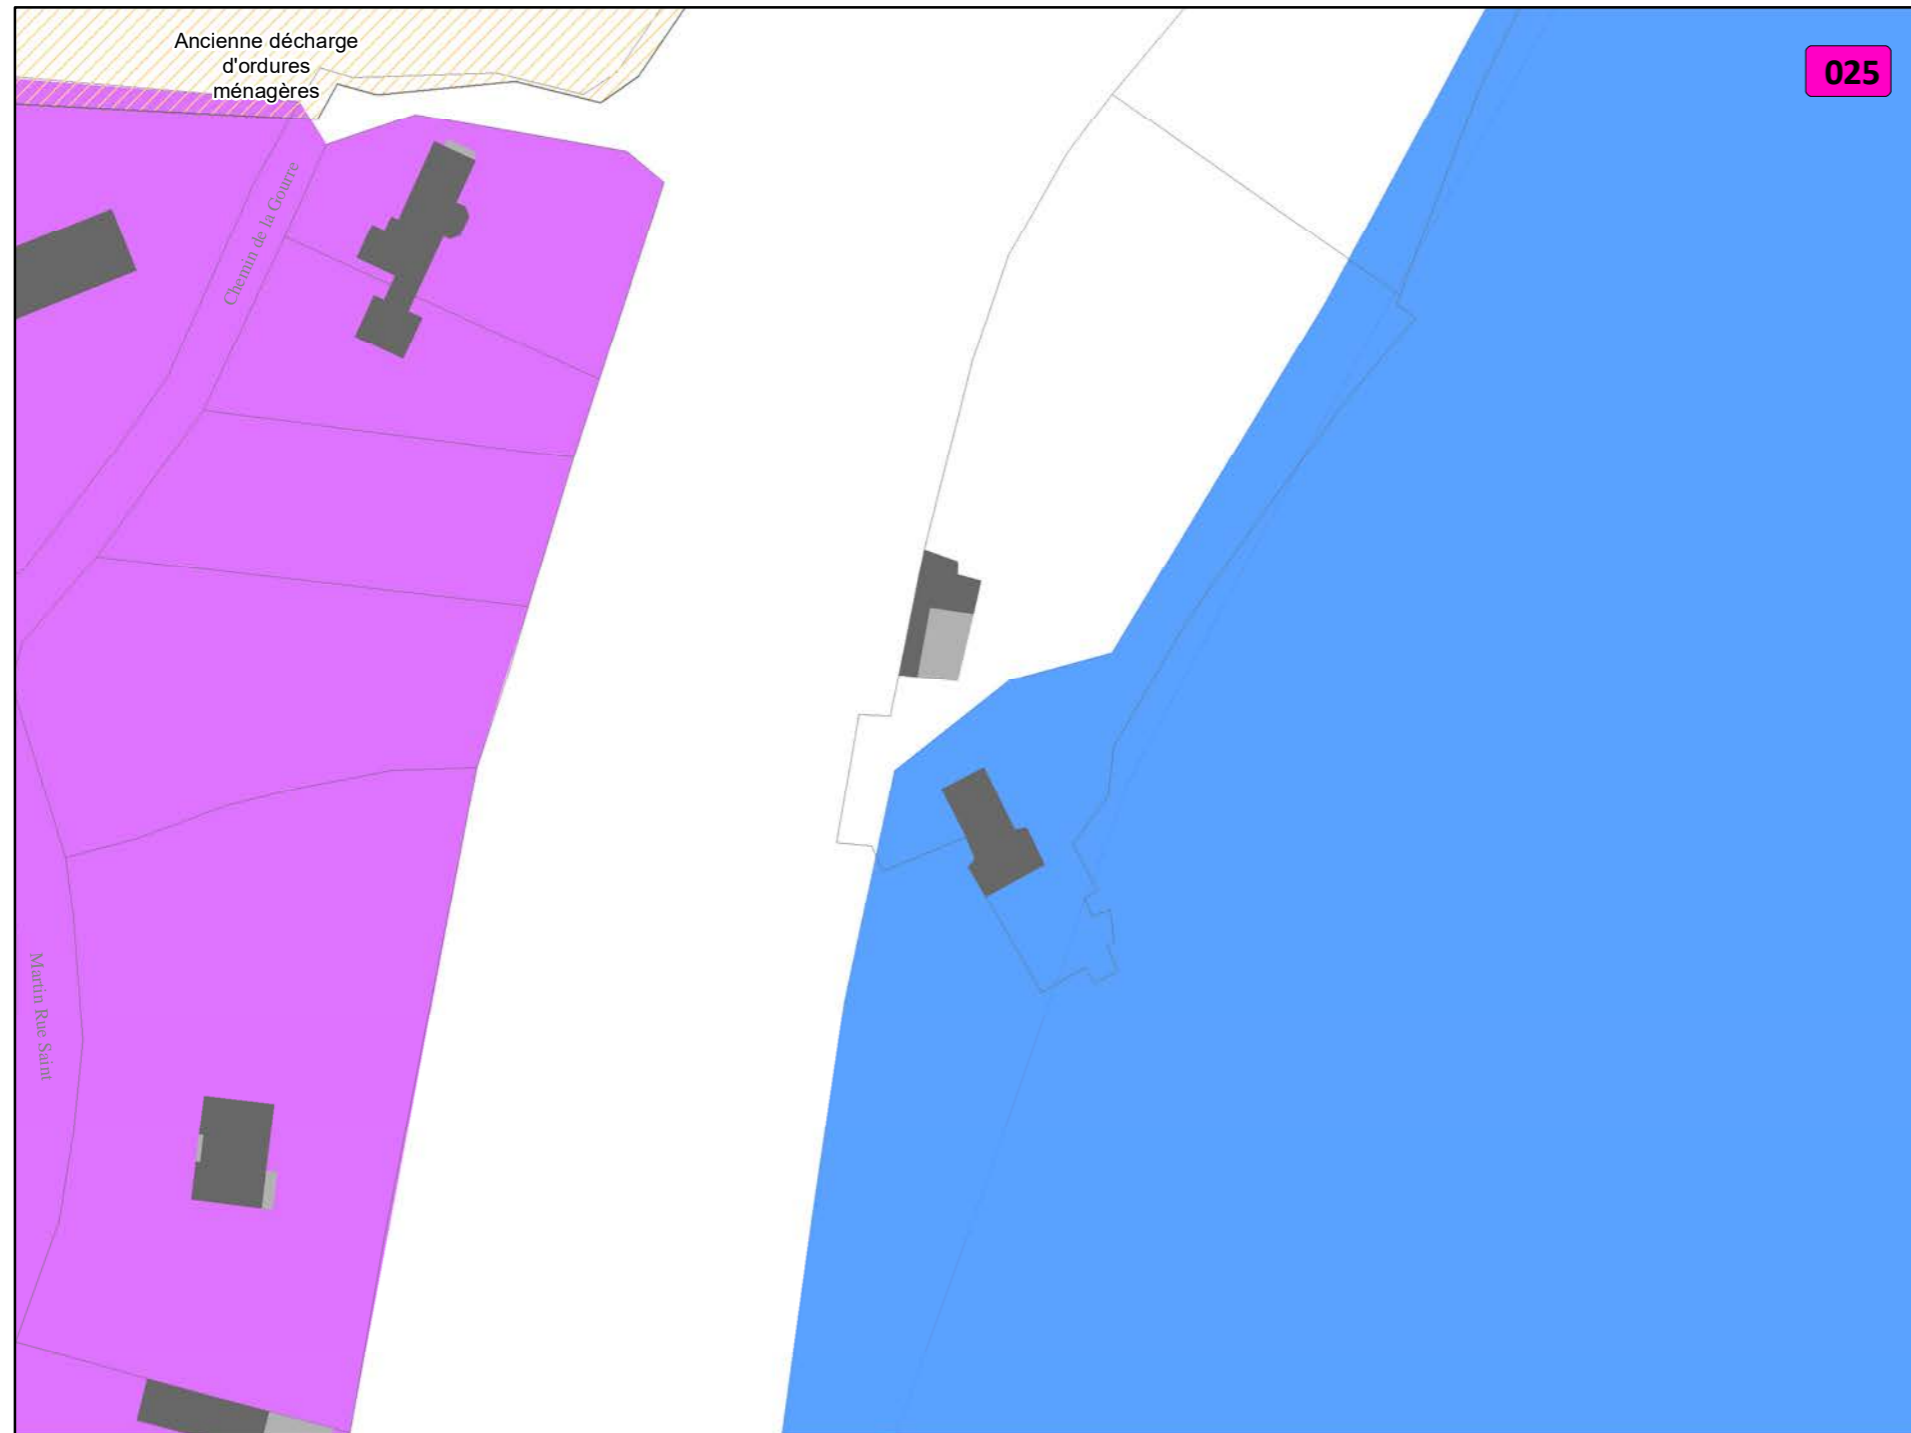 Ancienne décharge
d'ordures
ménagères
025
Chemin de la Gourre
Martin Rue Saint